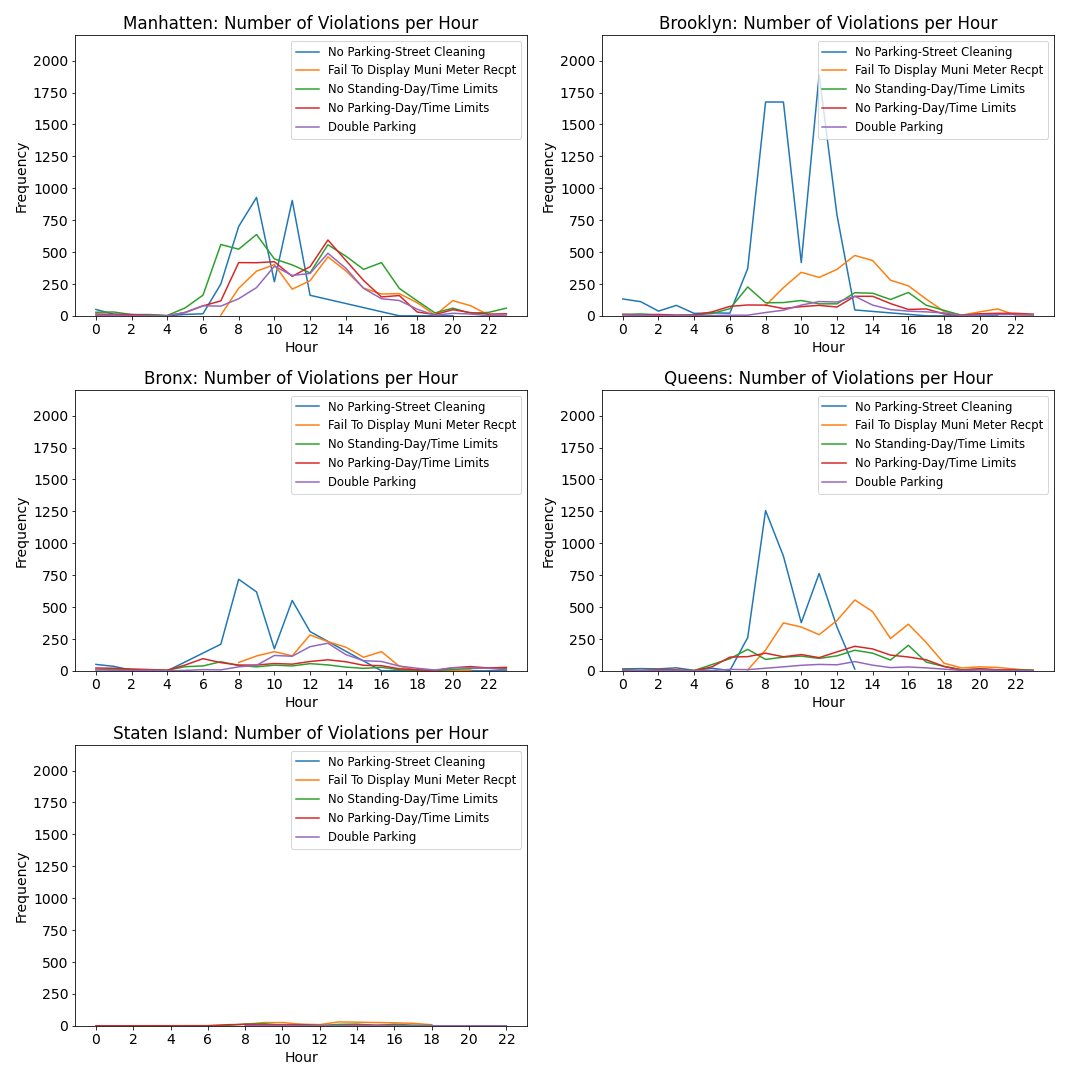 Manhatten: Number of Violations per Hour
Frequency
2000
1750
1500
1250
1000
750
500
250
0
No Parking-Street Cleaning
Fail To Display Muni Meter Recpt
No Standing-Day/Time Limits
No Parking-Day/Time Limits
Double Parking
0 2 4 6 8 10 12 14 16 18 20 22
Hour
Brooklyn: Number of Violations per Hour
Frequency
2000
1750
1500
1250
1000
750
500
250
0
No Parking-Street Cleaning
Fail To Display Muni Meter Recpt
No Standing-Day/Time Limits
No Parking-Day/Time Limits
Double Parking
0 2 4 6 8 10 12 14 16 18 20 22
Hour
Bronx: Number of Violations per Hour
Frequency
2000
1750
1500
1250
1000
750
500
250
0
No Parking-Street Cleaning
Fail To Display Muni Meter Recpt
No Standing-Day/Time Limits
No Parking-Day/Time Limits
Double Parking
0 2 4 6 8 10 12 14 16 18 20 22
Hour
Queens: Number of Violations per Hour
Frequency
2000
1750
1500
1250
1000
750
500
250
0
No Parking-Street Cleaning
Fail To Display Muni Meter Recpt
No Standing-Day/Time Limits
No Parking-Day/Time Limits
Double Parking
0 2 4 6 8 10 12 14 16 18 20 22
Hour
Staten Island: Number of Violations per Hour
Frequency
2000
1750
1500
1250
1000
750
500
250
0
No Parking-Street Cleaning
Fail To Display Muni Meter Recpt
No Standing-Day/Time Limits
No Parking-Day/Time Limits
Double Parking
0 2 4 6 8 10 12 14 16 18 20 22
Hour